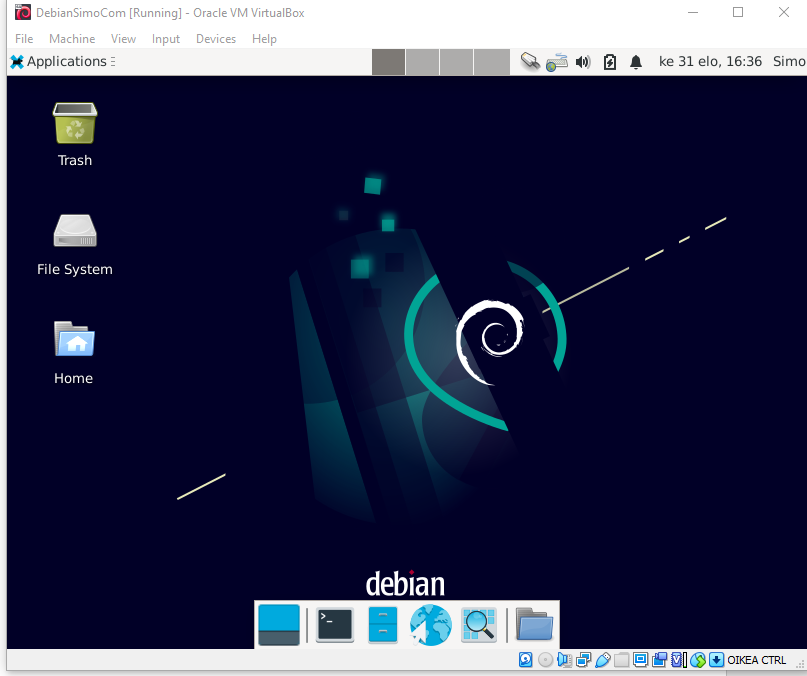 DebianSimoCom [Running] - Oracle VM VirtualBox
File Machine View Input Devices Help
Applications ke 31 elo, 16:36 Simo
Trash
File System
Home
debian
>_
OIKEA CTRL